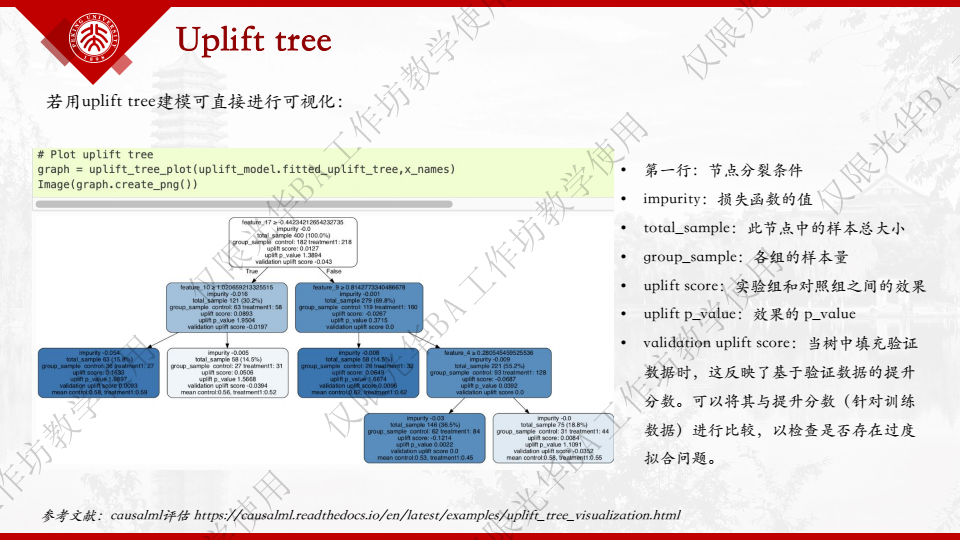 PEKING UNIVERSITY
1898
Uplift tree
若用uplift tree建模可直接进行可视化：
# Plot uplift tree
graph = uplift_tree_plot(uplift_model.fitted_uplift_tree,x_names)
Image(graph.create_png())
feature_17 ≥-0.44234212654232735
impurity -0.0
total_sample 400 (100.0%)
group_sample control: 182 treatment1: 218
uplift score: 0.0127
uplift p_value 1.3894
validation uplift score -0.043
True
False
feature_10 ≥ 1.020659213325515
impurity -0.016
total_sample 121 (30.2%)
group_sample control: 63 treatment1: 58
uplift score: 0.0893
uplift p_value 1.9504
validation uplift score -0.0197
feature_9 ≥ 0.8142773340486678
impurity -0.001
total_sample 279 (69.8%)
group_sample control: 119 treatment1: 160
uplift score: -0.0267
uplift p_value 0.3715
validation uplift score 0.0
impurity -0.054
total_sample 63 (15.8%)
group_sample control: 36 treatment1: 27
uplift score:
uplift p_value
validation uplift score 0.0093
mean control:0.58, treatment1:0.59
impurity -0.005
total_sample 58 (14.5%)
group_sample control: 27 treatment1: 31
uplift score: 0.0506
uplift p_value 1.5668
validation uplift score -0.0394
mean control:0.56, treatment1:0.52
impurity -0.008
total_sample 58 (14.5%)
group_sample control: 26 treatment1: 32
uplift score: 0.0649
uplift p_value
validation uplift score
mean control:0.62, treatment1:0.62
feature_4 ≥ 0.280545459525536
impurity -0.009
total_sample 221 (55.2%)
group_sample control: 93 treatment1: 128
uplift score: -0.0687
uplift p_value 0.0392
validation uplift score 0.0
impurity -0.03
total_sample 146 (36.5%)
group_sample control: 62 treatment1: 84
uplift score: -0.1214
uplift p_value 0.0022
validation uplift score 0.0
mean control:0.53, treatment1:0.45
impurity -0.0
total_sample 75 (18.8%)
group_sample control: 31 treatment1: 44
uplift score: 0.0084
uplift p_value 1.1091
validation uplift score -0.0352
mean control:0.58, treatment1:0.55
• 第一行：节点分裂条件
• impurity：损失函数的值
• total_sample：此节点中的样本总大小
• group_sample：各组的样本量
• uplift score：实验组和对照组之间的效果
• uplift p_value：效果的 p_value
• validation uplift score：当树中填充验证
数据时，这反映了基于验证数据的提升
分数。可以将其与提升分数（针对训练
数据）进行比较，以检查是否存在过度
拟合问题。
参考文献：causalml评估 https://causalml.readthedocs.io/en/latest/examples/uplift_tree_visualization.html
仅限光华BA工作坊教学使用